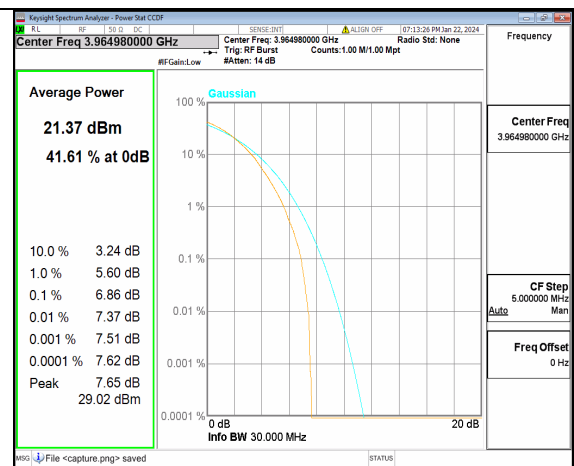 Keysight Spectrum Analyzer - Power Stat CCDF
RL RF 50 Ω DC SENSE:INT ALIGN OFF 07:13:26 PM Jan 22, 2024
Center Freq 3.964980000 GHz
Center Freq: 3.964980000 GHz Radio Std: None
Trig: RF Burst Counts:1.00 M/1.00 Mpt
#IFGain:Low #Atten: 14 dB
Frequency
Average Power
21.37 dBm
41.61 % at 0dB
10.0 % 3.24 dB
1.0 % 5.60 dB
0.1 % 6.86 dB
0.01 % 7.37 dB
0.001 % 7.51 dB
0.0001 % 7.62 dB
Peak 7.65 dB
29.02 dBm
Gaussian
100 %
10 %
1 %
0.1 %
0.01 %
0.001 %
0.0001 %
0 dB 20 dB
Info BW 30.000 MHz
Center Freq
3.964980000 GHz
CF Step
5.000000 MHz
Auto Man
Freq Offset
0 Hz
MSG File <capture.png> saved STATUS